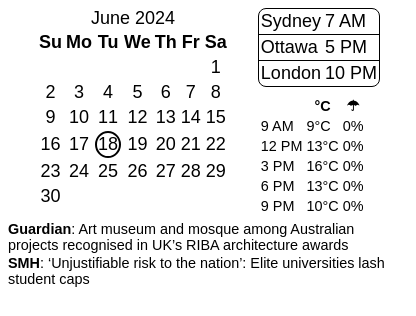 June 2024
Su Mo Tu We Th Fr Sa
1
2 3 4 5 6 7 8
9 10 11 12 13 14 15
16 17 18 19 20 21 22
23 24 25 26 27 28 29
30
Sydney 7 AM
Ottawa 5 PM
London 10 PM
°C ☂
9 AM 9°C 0%
12 PM 13°C 0%
3 PM 16°C 0%
6 PM 13°C 0%
9 PM 10°C 0%
Guardian: Art museum and mosque among Australian
projects recognised in UK’s RIBA architecture awards
SMH: ‘Unjustifiable risk to the nation’: Elite universities lash
student caps